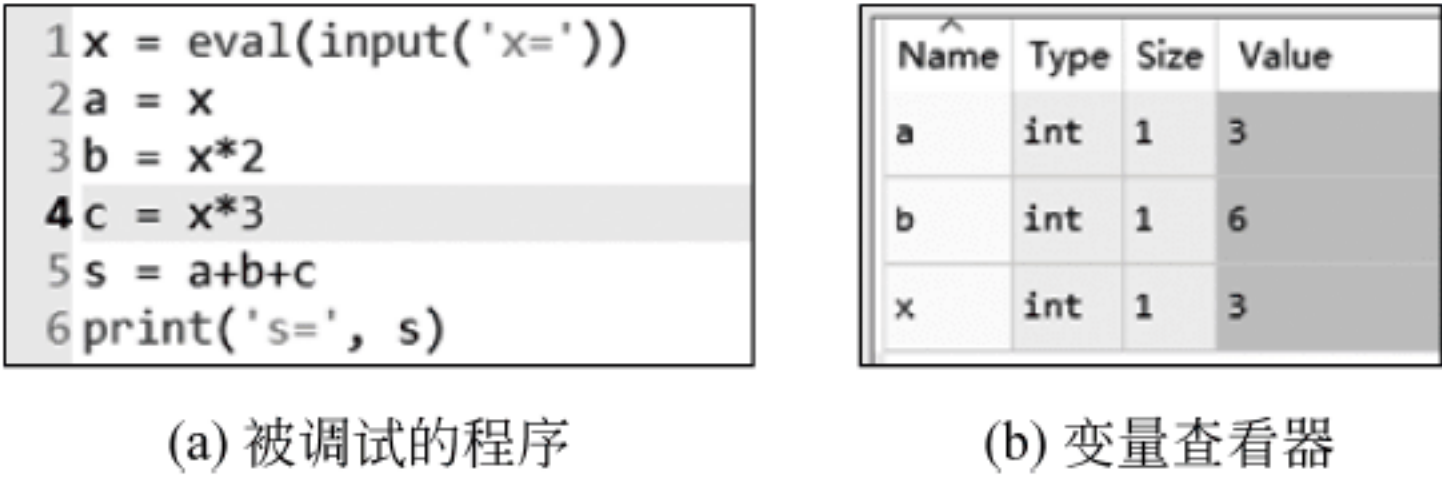 1 x = eval(input('x='))
2 a = x
3 b = x*2
4 c = x*3
5 s = a+b+c
6 print('s=', s)
(a) 被调试的程序
Name Type Size Value
a int 1 3
b int 1 6
x int 1 3
(b) 变量查看器